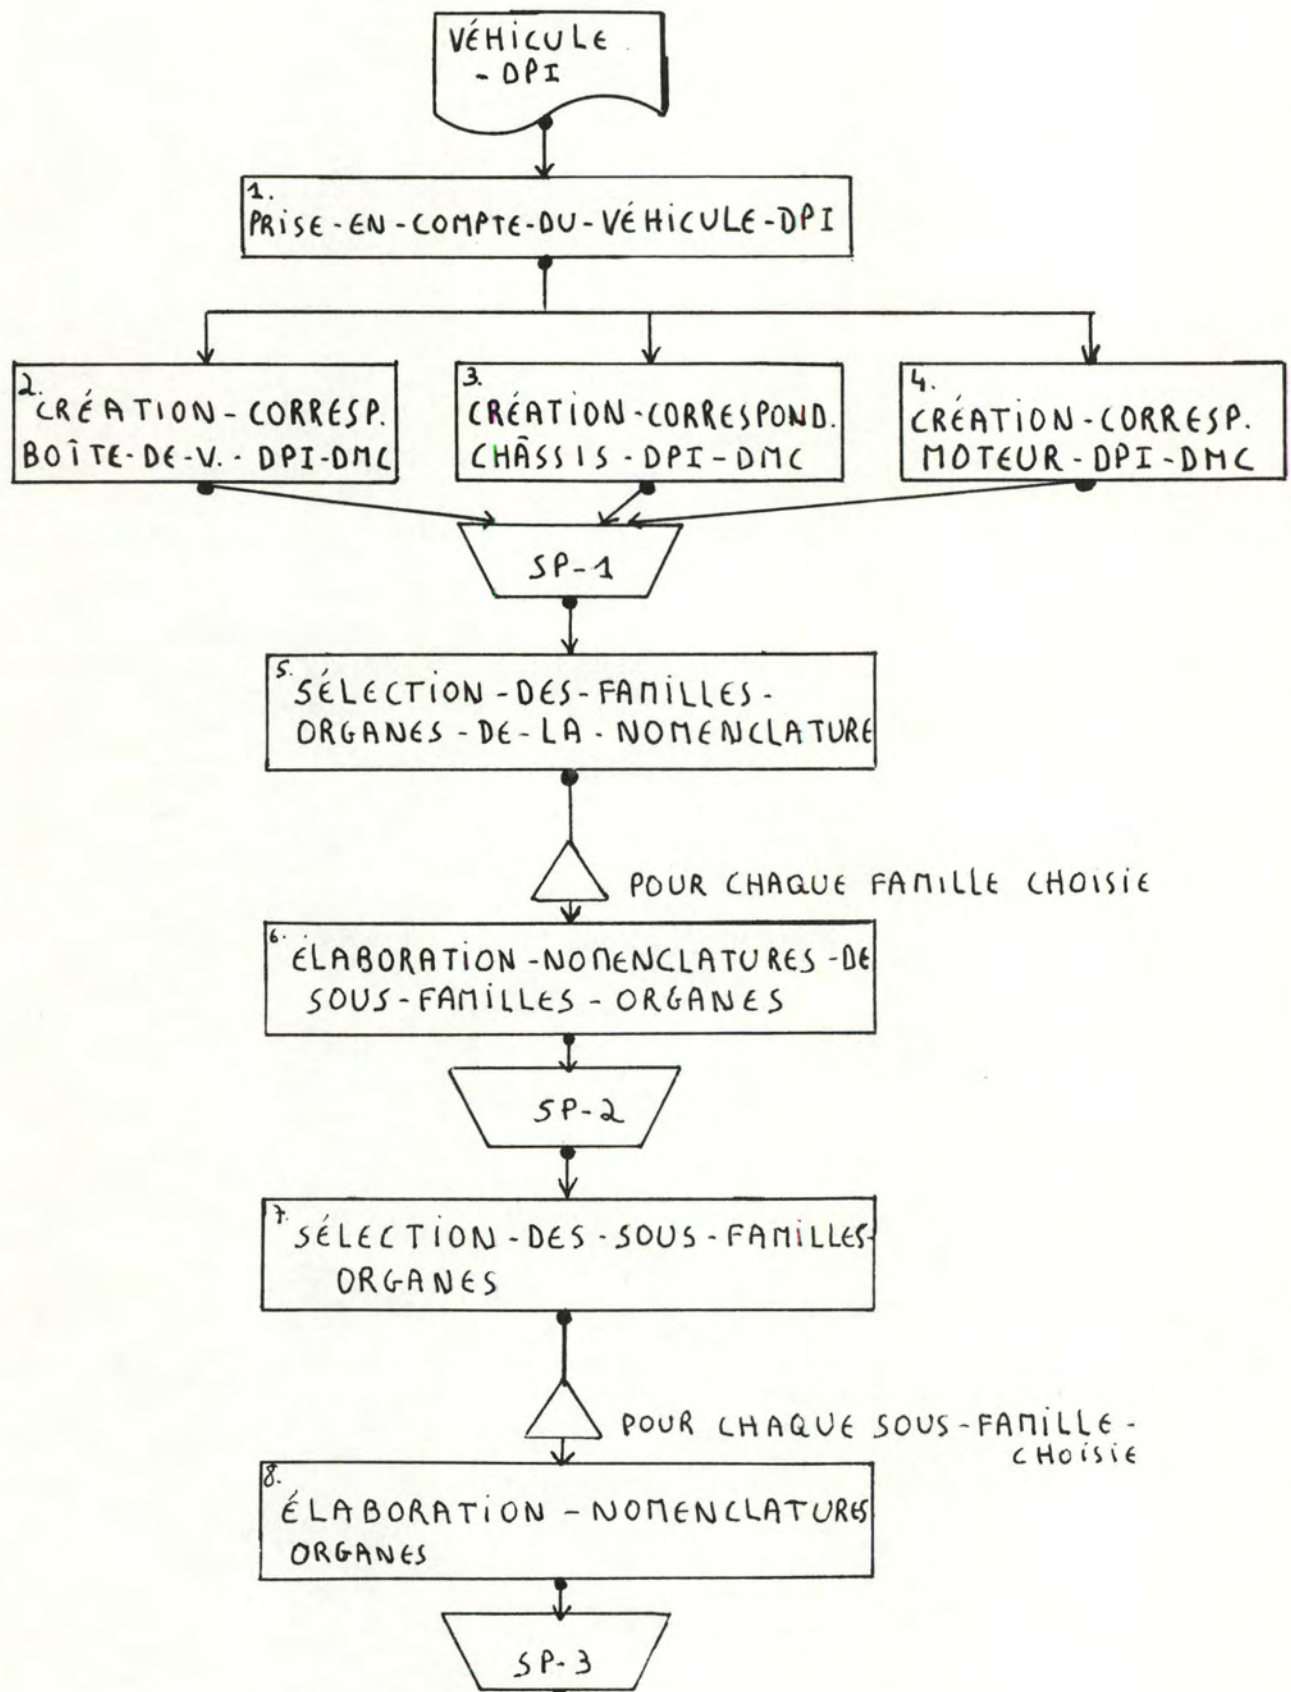 VÉHICULE
- DPI
1.
PRISE-EN-COMPTE-DU-VÉHICULE-DPI
2.
CRÉATION-CORRESP.
BOÎTE-DE-V.-DPI-DMC
3.
CRÉATION-CORRESPOND.
CHÂSSIS-DPI-DMC
4.
CRÉATION-CORRESP.
MOTEUR-DPI-DMC
SP-1
5.
SÉLECTION-DES-FAMILLES-
ORGANES-DE-LA-NOMENCLATURE
POUR CHAQUE FAMILLE CHOISIE
6.
ÉLABORATION-NOMENCLATURES-DE
SOUS-FAMILLES-ORGANES
SP-2
7.
SÉLECTION-DES-SOUS-FAMILLES-
ORGANES
POUR CHAQUE SOUS-FAMILLE-
CHOISIE
8.
ÉLABORATION-NOMENCLATURES
ORGANES
SP-3